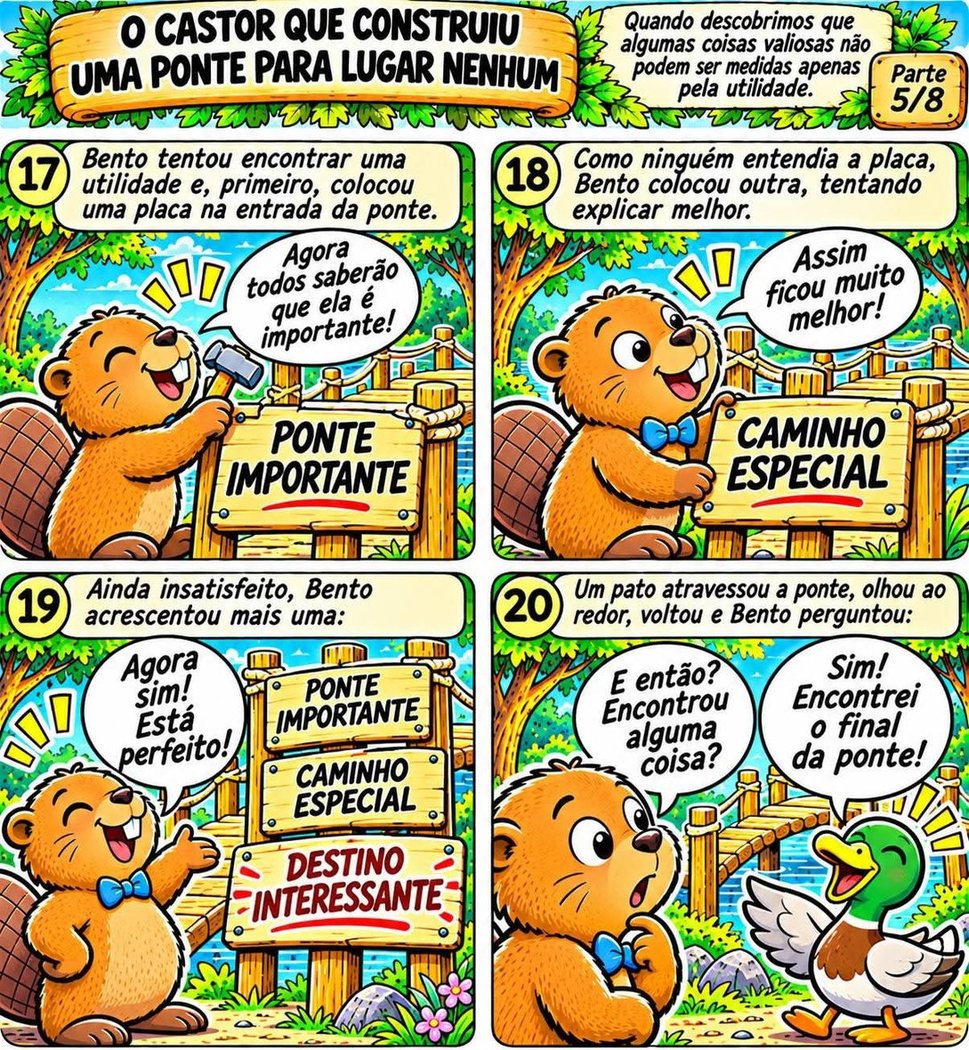 O CASTOR QUE CONSTRUIU
UMA PONTE PARA LUGAR NENHUM
Quando descobrimos que
algumas coisas valiosas não
podem ser medidas apenas
pela utilidade.
Parte
5/8
17
Bento tentou encontrar uma
utilidade e, primeiro, colocou
uma placa na entrada da ponte.
Agora
todos saberão
que ela é
importante!
PONTE
IMPORTANTE
18
Como ninguém entendia a placa,
Bento colocou outra, tentando
explicar melhor.
Assim
ficou muito
melhor!
CAMINHO
ESPECIAL
19
Ainda insatisfeito, Bento
acrescentou mais uma:
Agora
sim!
Está
perfeito!
PONTE
IMPORTANTE
CAMINHO
ESPECIAL
DESTINO
INTERESSANTE
20
Um pato atravessou a ponte, olhou ao
redor, voltou e Bento perguntou:
E então?
Encontrou
alguma
coisa?
Sim!
Encontrei
o final
da ponte!